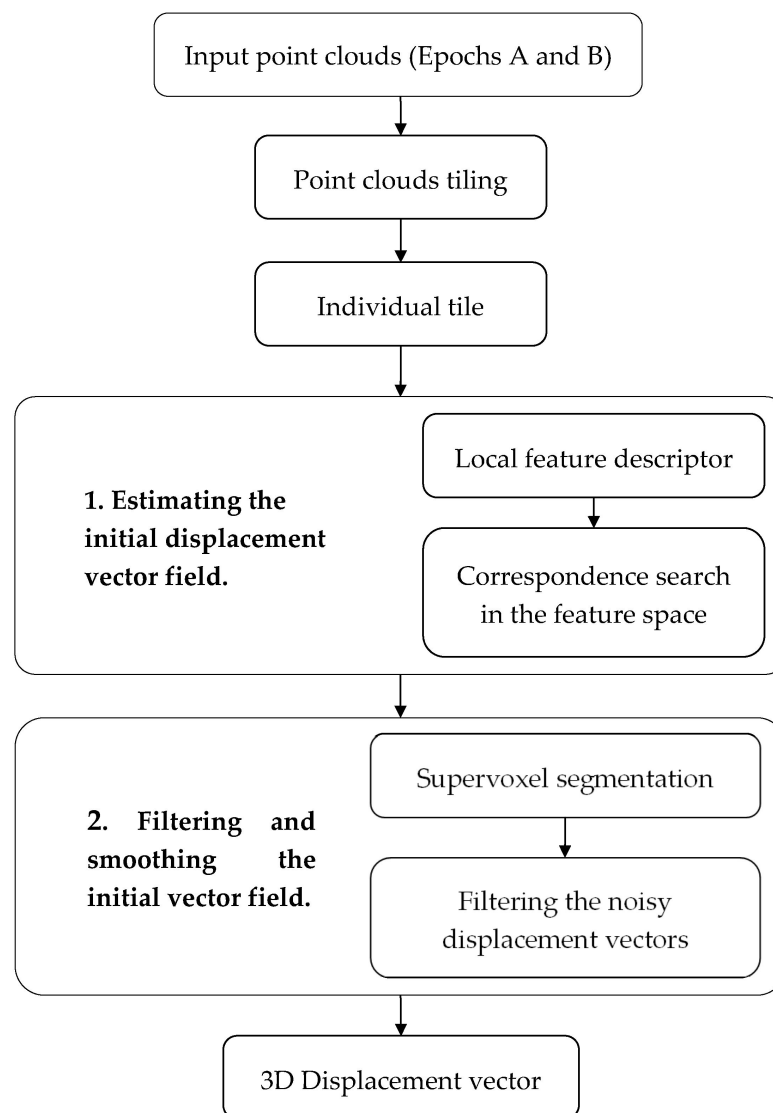 Input point clouds (Epochs A and B)
Point clouds tiling
Individual tile
1. Estimating the
initial displacement
vector field.
Local feature descriptor
Correspondence search
in the feature space
2. Filtering and
smoothing the
initial vector field.
Supervoxel segmentation
Filtering the noisy
displacement vectors
3D Displacement vector